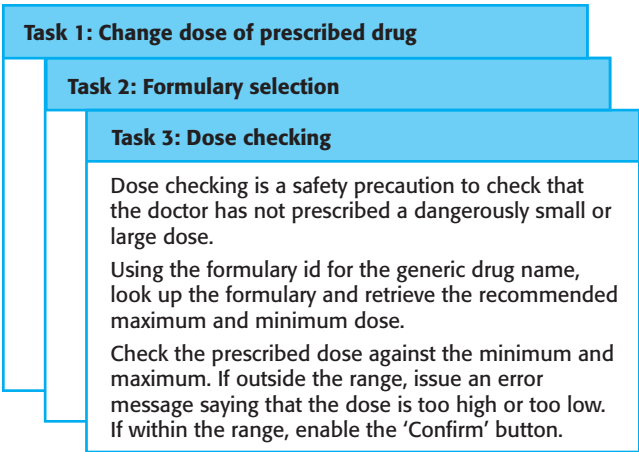 Task 1: Change dose of prescribed drug
Task 2: Formulary selection
Task 3: Dose checking
Dose checking is a safety precaution to check that
the doctor has not prescribed a dangerously small or
large dose.
Using the formulary id for the generic drug name,
look up the formulary and retrieve the recommended
maximum and minimum dose.
Check the prescribed dose against the minimum and
maximum. If outside the range, issue an error
message saying that the dose is too high or too low.
If within the range, enable the ‘Confirm’ button.